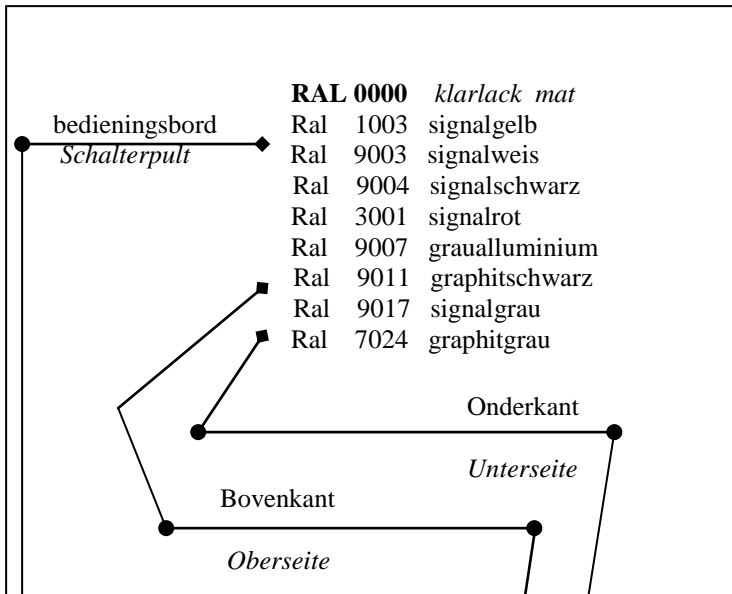 RAL 0000 klarlack mat
bedieningsbord
Schalterpult
Ral 1003 signalgelb
Ral 9003 signalweis
Ral 9004 signalschwarz
Ral 3001 signalrot
Ral 9007 graualluminium
Ral 9011 graphitschwarz
Ral 9017 signalgrau
Ral 7024 graphitgrau
Onderkant
Unterseite
Bovenkant
Oberseite